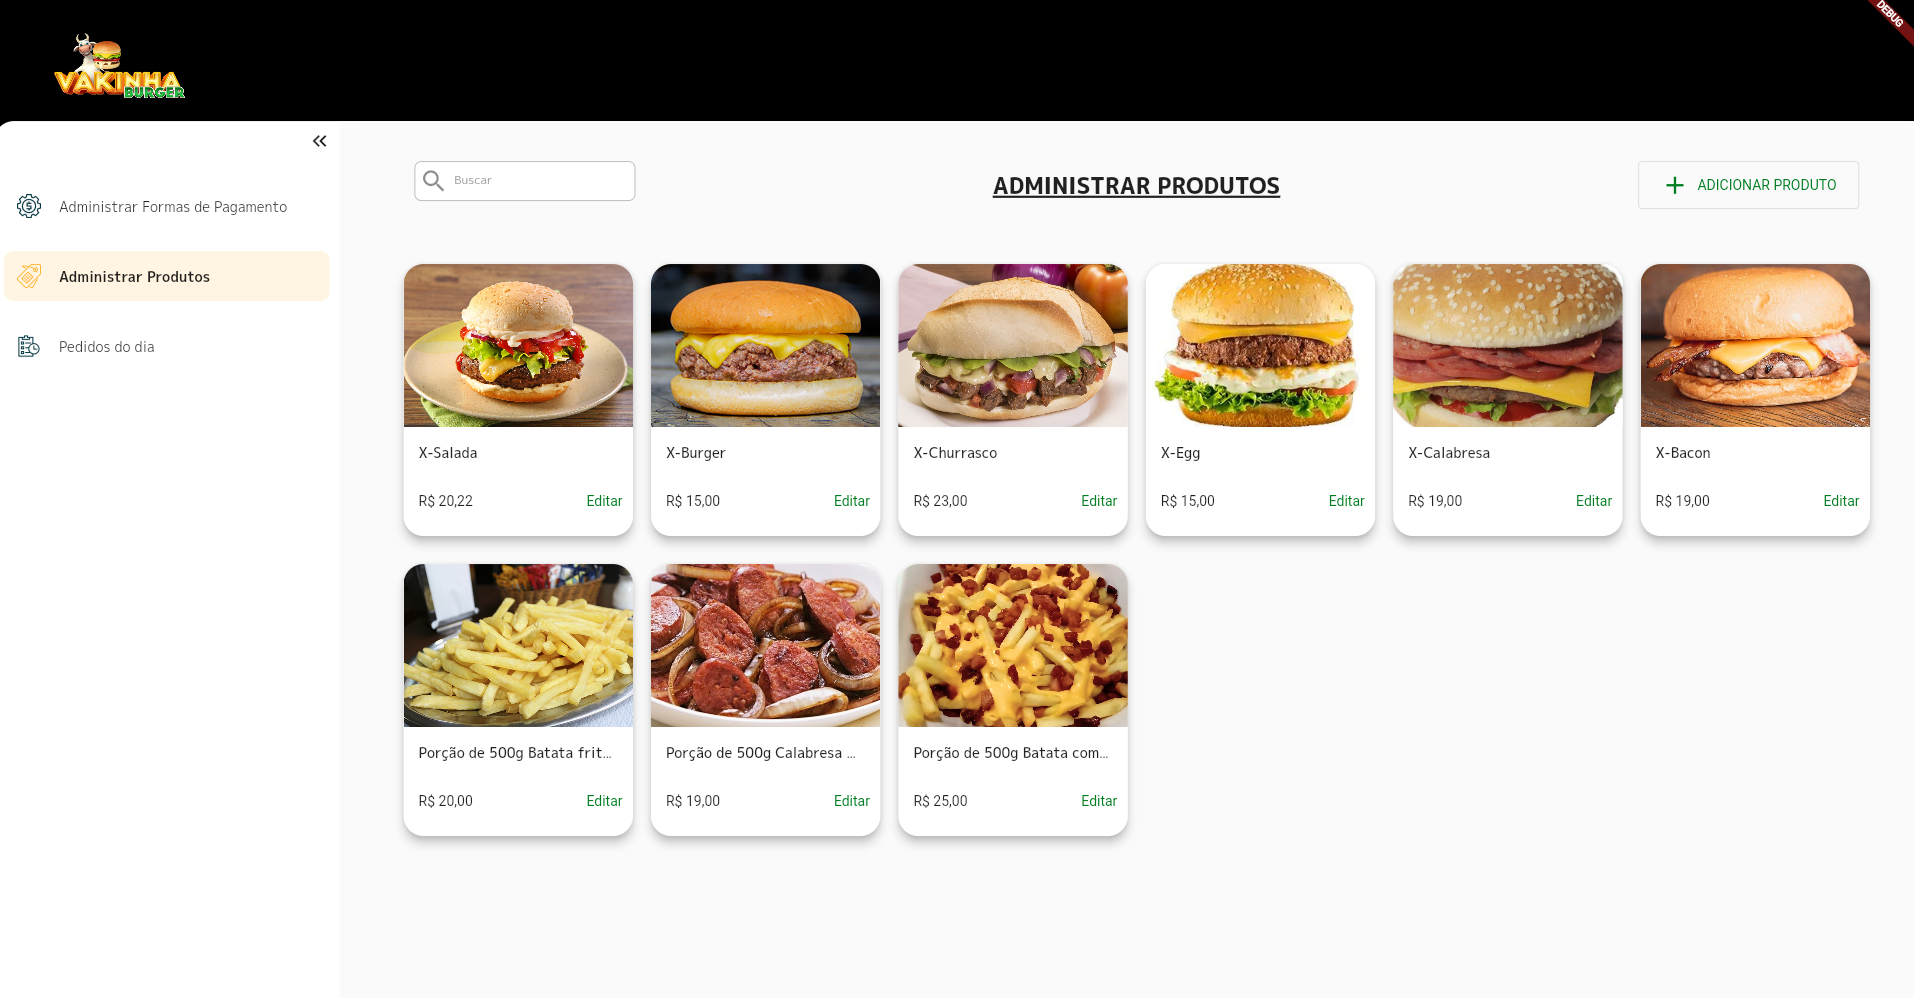 DEBUG
VAKINHA
BURGER
Administrar Formas de Pagamento
Administrar Produtos
Pedidos do dia
Buscar
ADMINISTRAR PRODUTOS
ADICIONAR PRODUTO
X-Salada
R$ 20,22 Editar
X-Burger
R$ 15,00 Editar
X-Churrasco
R$ 23,00 Editar
X-Egg
R$ 15,00 Editar
X-Calabresa
R$ 19,00 Editar
X-Bacon
R$ 19,00 Editar
Porção de 500g Batata frit...
R$ 20,00 Editar
Porção de 500g Calabresa ...
R$ 19,00 Editar
Porção de 500g Batata com...
R$ 25,00 Editar